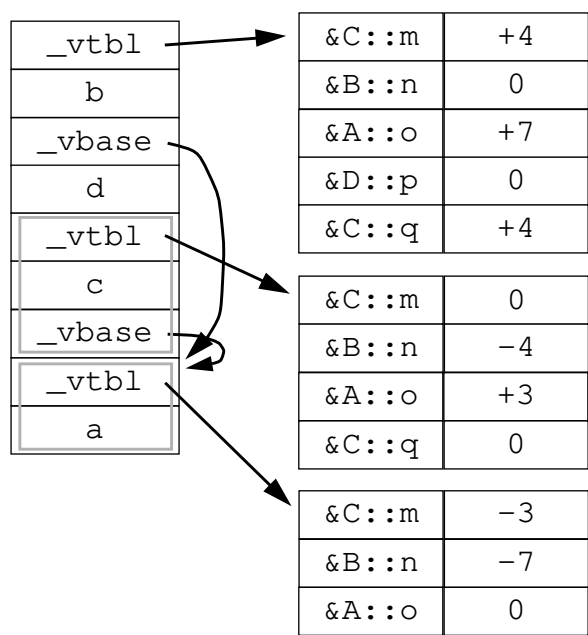 _vtbl
b
_vbase
d
_vtbl
c
_vbase
_vtbl
a
&C::m +4
&B::n 0
&A::o +7
&D::p 0
&C::q +4
&C::m 0
&B::n −4
&A::o +3
&C::q 0
&C::m −3
&B::n −7
&A::o 0